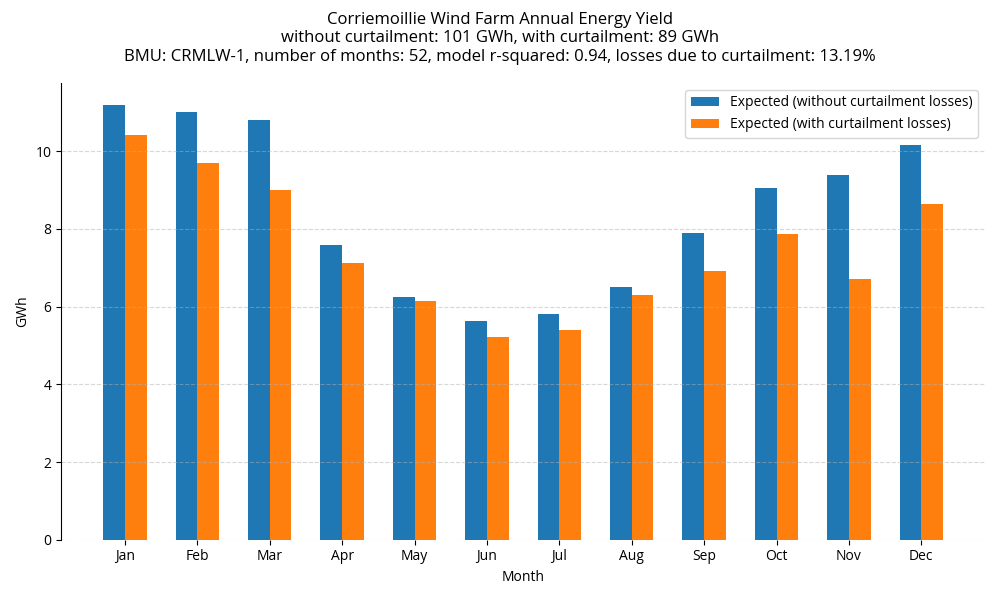 Corriemoillie Wind Farm Annual Energy Yield
without curtailment: 101 GWh, with curtailment: 89 GWh
BMU: CRMLW-1, number of months: 52, model r-squared: 0.94, losses due to curtailment: 13.19%
Expected (without curtailment losses)
Expected (with curtailment losses)
10
8
6
4
2
0
GWh
Jan Feb Mar Apr May Jun Jul Aug Sep Oct Nov Dec
Month